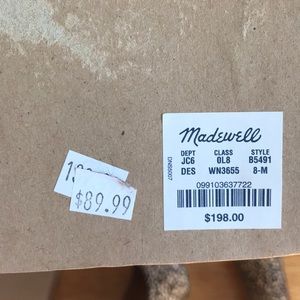 Madewell
DEPT CLASS STYLE
JC6 0L8 B5491
DES WN3655 8-M
099103637722
$198.00
$89.99